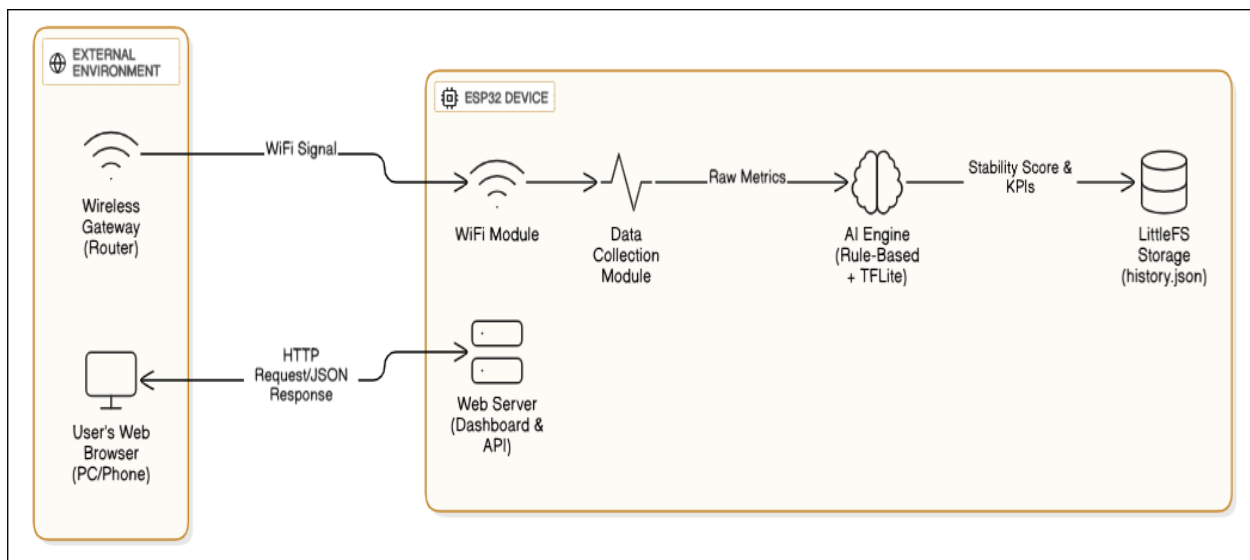 EXTERNAL
ENVIRONMENT
ESP32 DEVICE
WiFi Signal
Raw Metrics
Stability Score &
KPIs
Wireless
Gateway
(Router)
WiFi Module
Data
Collection
Module
AI Engine
(Rule-Based
+ TFLite)
LittleFS
Storage
(history.json)
HTTP
Request/JSON
Response
User's Web
Browser
(PC/Phone)
Web Server
(Dashboard &
API)